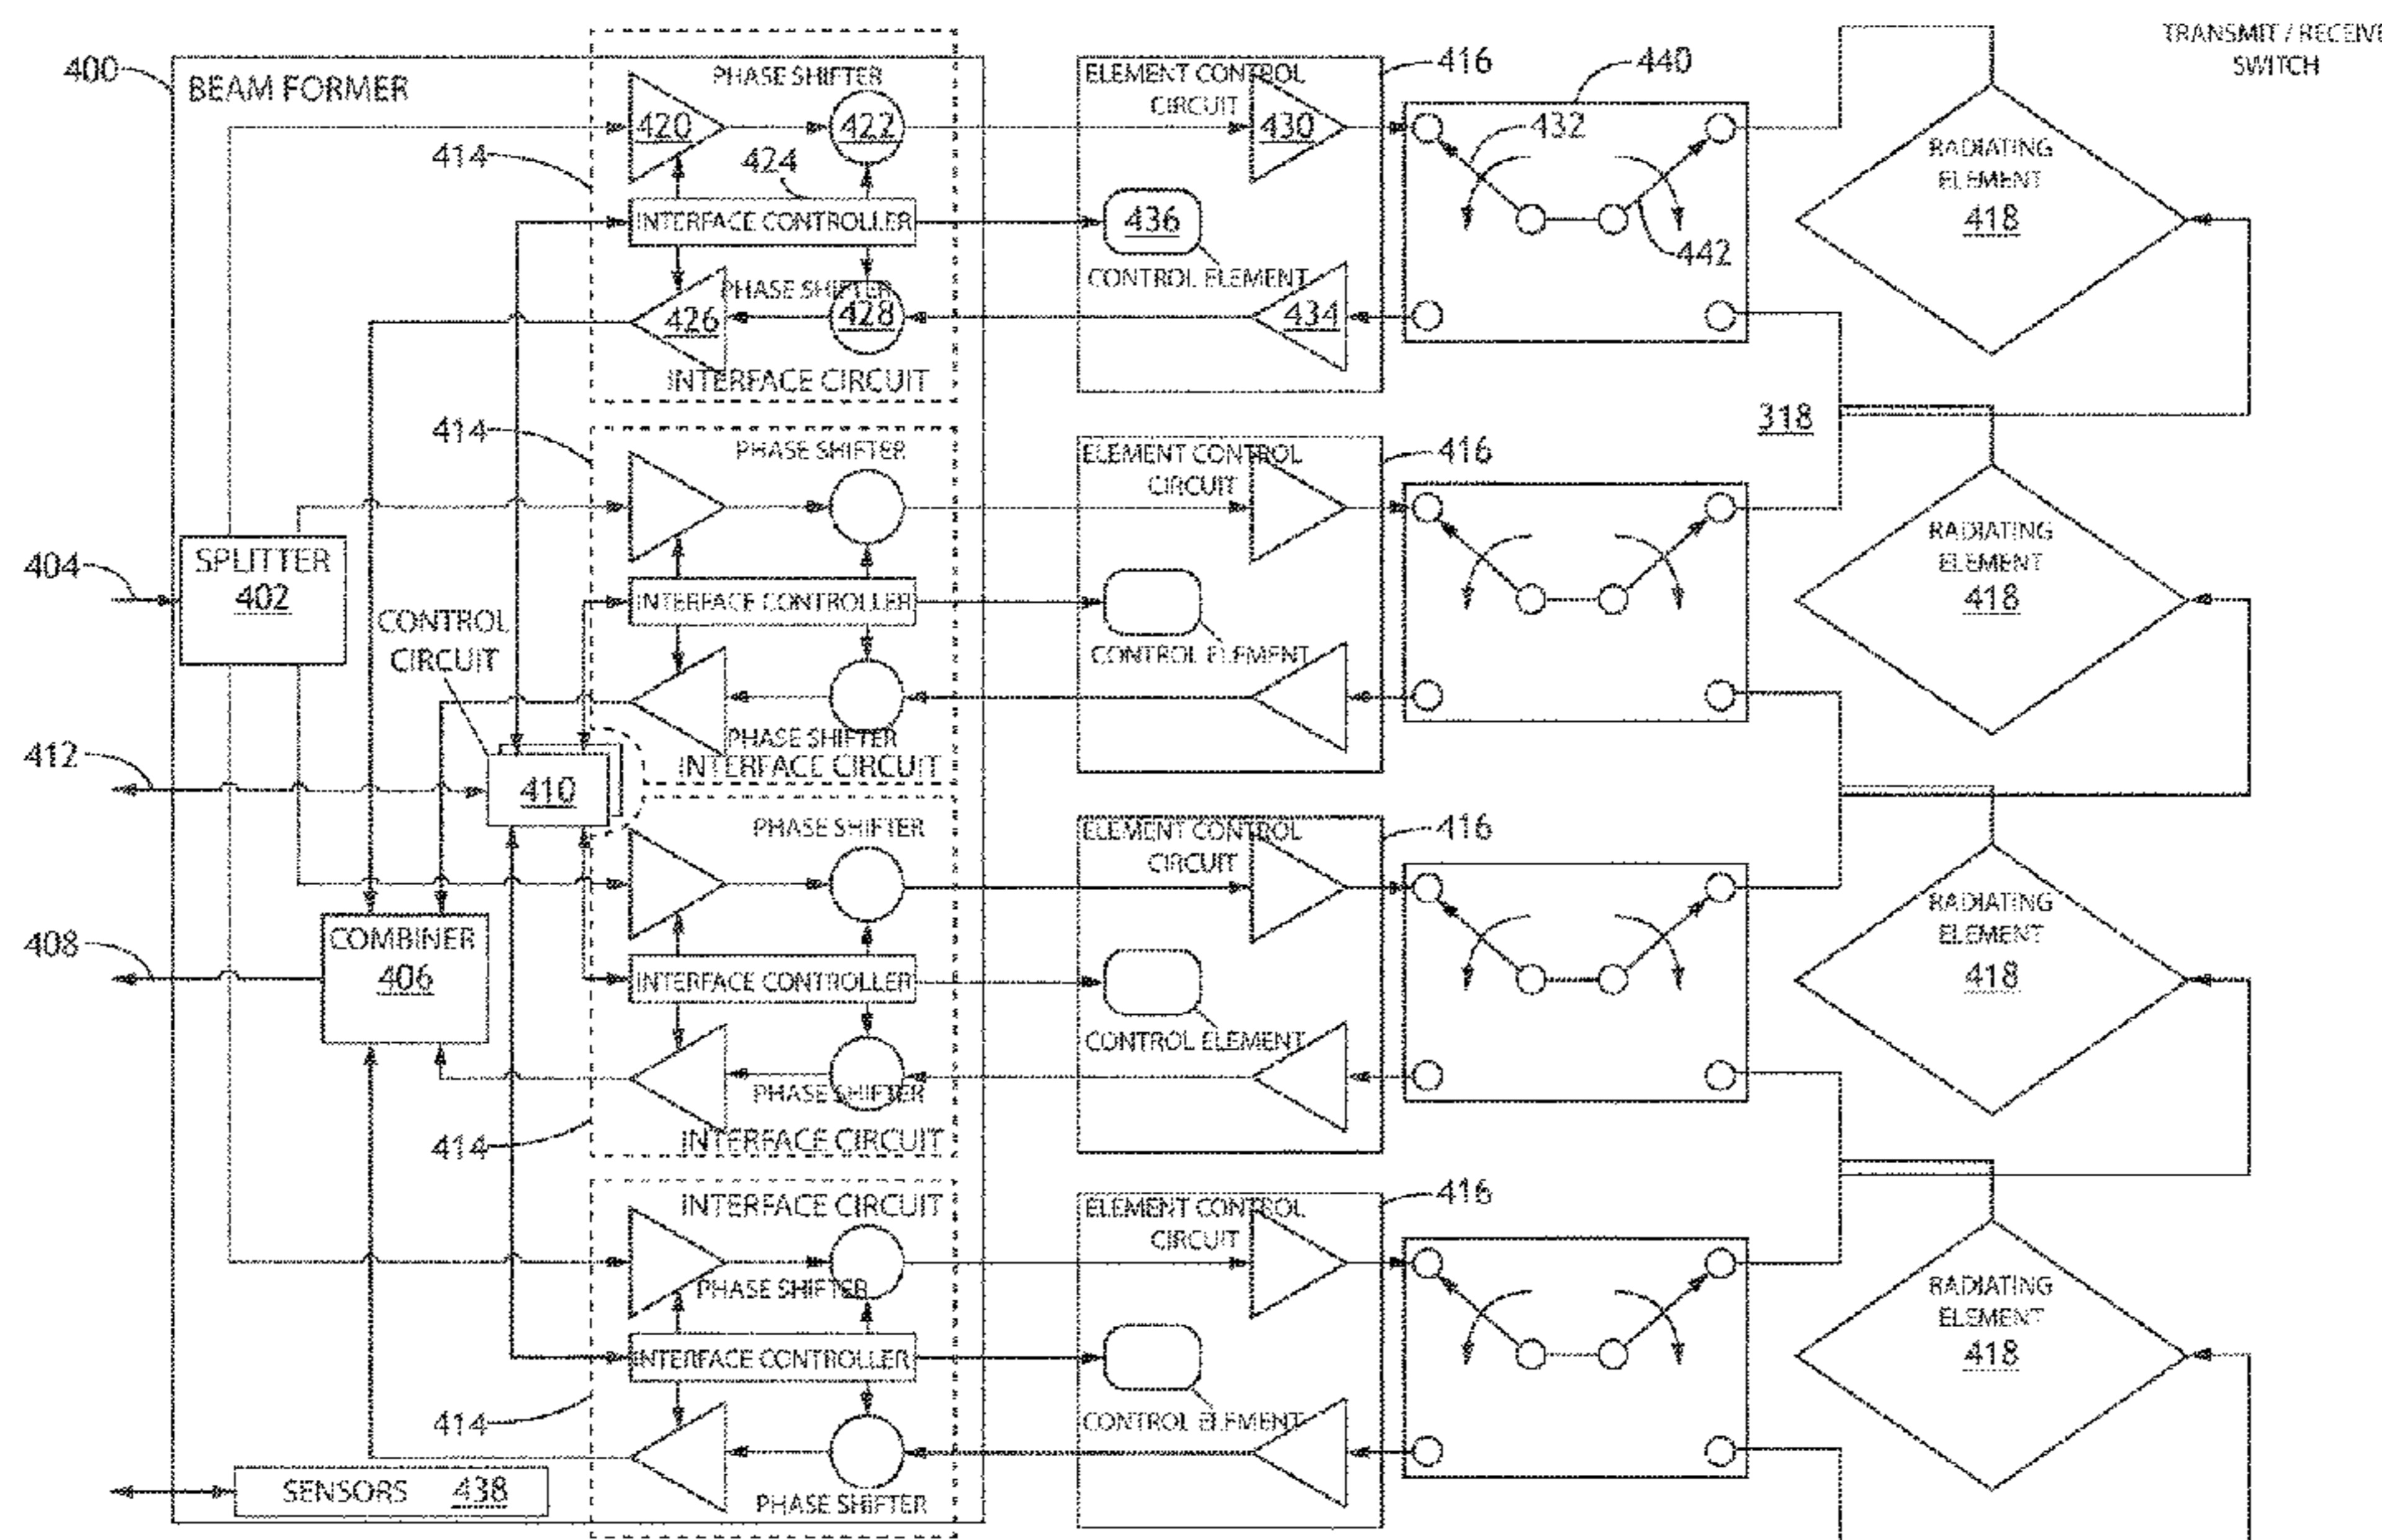 TRANSMIT / RECEIVE
SWITCH
400
BEAM FORMER
PHASE SHIFTER
ELEMENT CONTROL
CIRCUIT
416
440
420
422
430
432
RADIATING
ELEMENT
418
414
424
INTERFACE CONTROLLER
436
442
CONTROL ELEMENT
PHASE SHIFTER
426
428
434
INTERFACE CIRCUIT
318
414
PHASE SHIFTER
ELEMENT CONTROL
CIRCUIT
416
RADIATING
ELEMENT
418
404
SPLITTER
402
CONTROL
CIRCUIT
INTERFACE CONTROLLER
CONTROL ELEMENT
PHASE SHIFTER
INTERFACE CIRCUIT
412
410
PHASE SHIFTER
ELEMENT CONTROL
CIRCUIT
416
RADIATING
ELEMENT
418
408
COMBINER
406
INTERFACE CONTROLLER
CONTROL ELEMENT
PHASE SHIFTER
INTERFACE CIRCUIT
414
INTERFACE CIRCUIT
ELEMENT CONTROL
CIRCUIT
416
PHASE SHIFTER
RADIATING
ELEMENT
418
INTERFACE CONTROLLER
414
CONTROL ELEMENT
SENSORS 438
PHASE SHIFTER